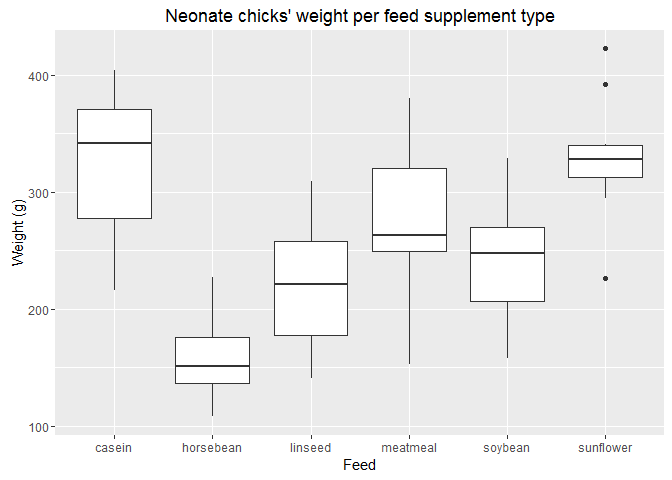 Neonate chicks' weight per feed supplement type
400
300
200
100
Weight (g)
casein horsebean linseed meatmeal soybean sunflower
Feed